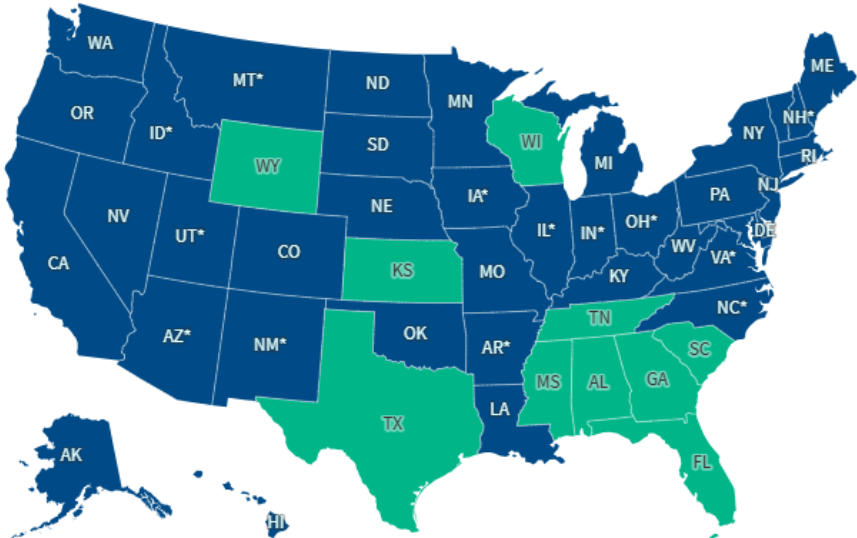 WA
MT*
ND
MN
ME
OR
ID*
SD
WI
MI
NY
NH*
RI
WY
NE
IA*
PA
NJ
NV
UT*
CO
IL*
IN*
OH*
DE
WV
VA*
CA
KS
MO
KY
AZ*
NM*
OK
AR*
TN
NC*
SC
MS
AL
GA
LA
TX
FL
AK
HI